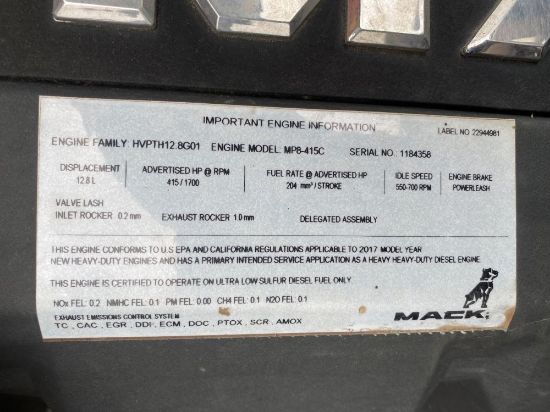 IMPORTANT ENGINE INFORMATION
LABEL NO 22944981
ENGINE FAMILY: HVPTH12.8G01 ENGINE MODEL: MP8-415C SERIAL NO: 1184358
DISPLACEMENT ADVERTISED HP @ RPM FUEL RATE @ ADVERTISED HP IDLE SPEED ENGINE BRAKE
12.8 L 415 / 1700 204 mm³ / STROKE 550-700 RPM POWERLEASH
VALVE LASH
INLET ROCKER 0.2 mm EXHAUST ROCKER 1.0 mm DELEGATED ASSEMBLY
THIS ENGINE CONFORMS TO U.S EPA AND CALIFORNIA REGULATIONS APPLICABLE TO 2017 MODEL YEAR
NEW HEAVY-DUTY ENGINES AND HAS A PRIMARY INTENDED SERVICE APPLICATION AS A HEAVY HEAVY-DUTY DIESEL ENGINE
THIS ENGINE IS CERTIFIED TO OPERATE ON ULTRA LOW SULFUR DIESEL FUEL ONLY.
NOx FEL: 0.2 NMHC FEL: 0.1 PM FEL: 0.00 CH4 FEL: 0.1 N2O FEL: 0.1
EXHAUST EMISSIONS CONTROL SYSTEM
TC , CAC , EGR , DDI , ECM , DOC , PTOX , SCR , AMOX
MACK